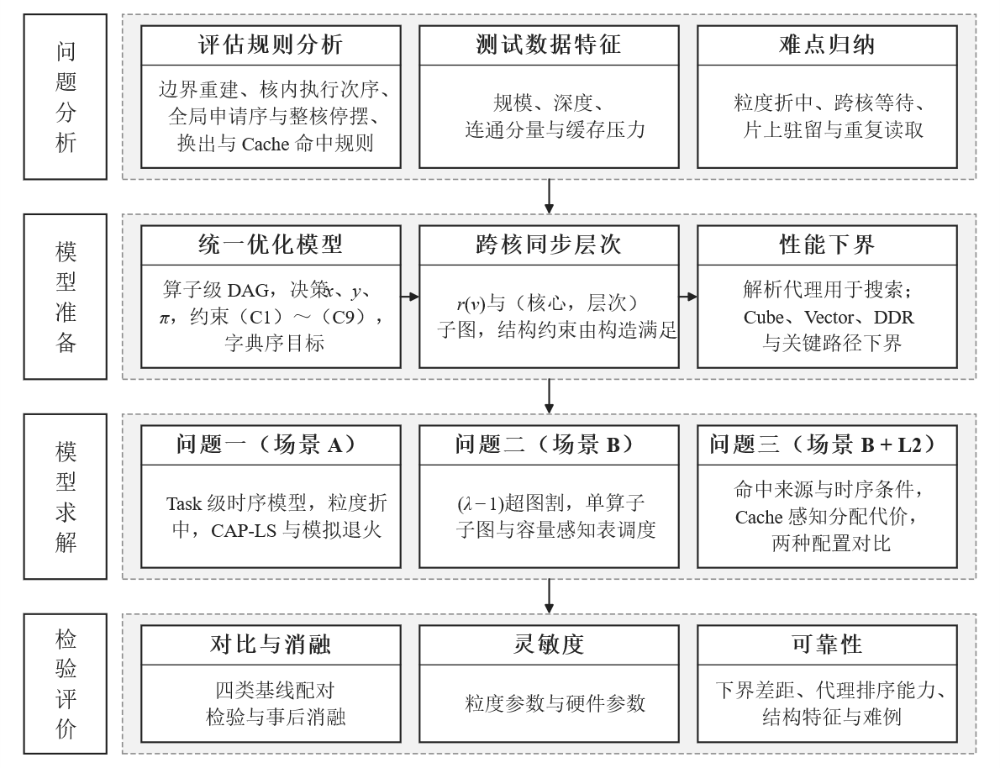 问题分析
评估规则分析
边界重建、核内执行次序、
全局申请序与整核停摆、
换出与 Cache 命中规则
测试数据特征
规模、深度、
连通分量与缓存压力
难点归纳
粒度折中、跨核等待、
片上驻留与重复读取
模型准备
统一优化模型
算子级 DAG，决策x、y、
π，约束（C1）～（C9），
字典序目标
跨核同步层次
r(v)与（核心，层次）
子图，结构约束由构造满足
性能下界
解析代理用于搜索；
Cube、Vector、DDR
与关键路径下界
模型求解
问题一（场景 A）
Task 级时序模型，粒度折
中，CAP-LS 与模拟退火
问题二（场景 B）
(λ−1)超图割，单算子
子图与容量感知表调度
问题三（场景 B + L2）
命中来源与时序条件，
Cache 感知分配代价，
两种配置对比
检验评价
对比与消融
四类基线配对
检验与事后消融
灵敏度
粒度参数与硬件参数
可靠性
下界差距、代理排序能力、
结构特征与难例